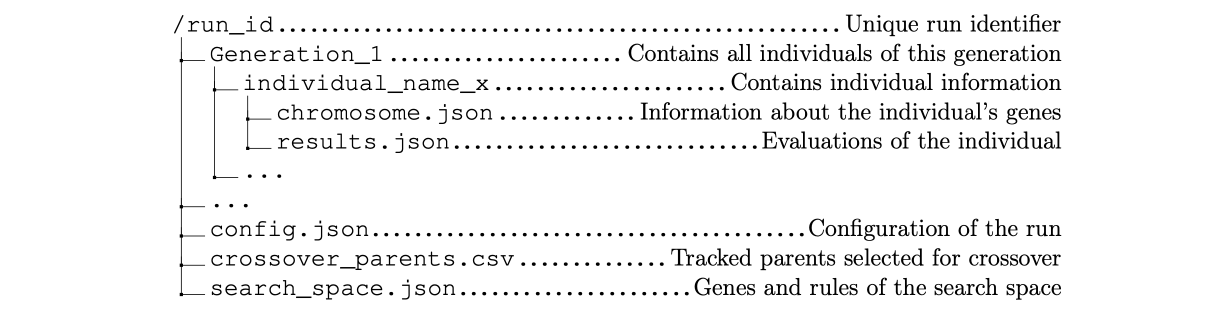 /run_id ........................................................ Unique run identifier
Generation_1 ....................... Contains all individuals of this generation
individual_name_x ....................... Contains individual information
chromosome.json ............. Information about the individual's genes
results.json .............................. Evaluations of the individual
...
...
config.json ........................................... Configuration of the run
crossover_parents.csv .............. Tracked parents selected for crossover
search_space.json ....................... Genes and rules of the search space